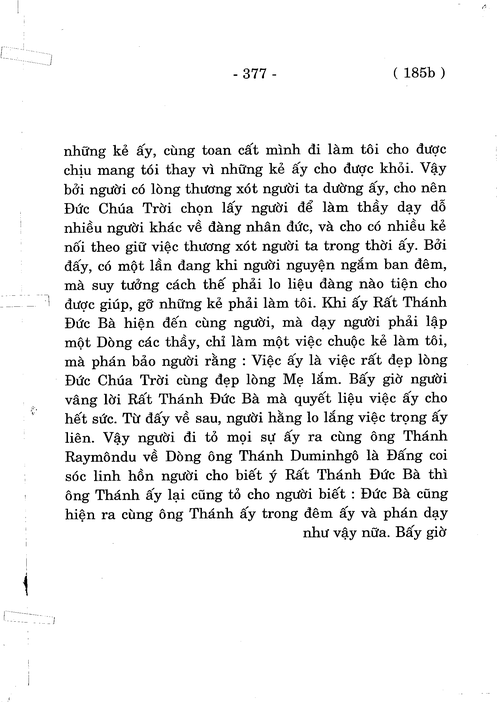 - 377 - ( 185b )
những kẻ ấy, cùng toan cất mình đi làm tôi cho được
chịu mang tói thay vì những kẻ ấy cho được khỏi. Vậy
bởi người có lòng thương xót người ta dường ấy, cho nên
Đức Chúa Trời chọn lấy người để làm thầy dạy dỗ
nhiều người khác về đàng nhân đức, và cho có nhiều kẻ
nối theo giữ việc thương xót người ta trong thời ấy. Bởi
đấy, có một lần đang khi người nguyện ngắm ban đêm,
mà suy tưởng cách thế phải lo liệu đàng nào tiện cho
được giúp, gỡ những kẻ phải làm tôi. Khi ấy Rất Thánh
Đức Bà hiện đến cùng người, mà dạy người phải lập
một Dòng các thầy, chỉ làm một việc chuộc kẻ làm tôi,
mà phán bảo người rằng : Việc ấy là việc rất đẹp lòng
Đức Chúa Trời cùng đẹp lòng Mẹ lắm. Bấy giờ người
vâng lời Rất Thánh Đức Bà mà quyết liệu việc ấy cho
hết sức. Từ đấy về sau, người hằng lo lắng việc trọng ấy
liên. Vậy người đi tỏ mọi sự ấy ra cùng ông Thánh
Raymôndu về Dòng ông Thánh Duminhgô là Đấng coi
sóc linh hồn người cho biết ý Rất Thánh Đức Bà thì
ông Thánh ấy lại cũng tỏ cho người biết : Đức Bà cũng
hiện ra cùng ông Thánh ấy trong đêm ấy và phán dạy
như vậy nữa. Bấy giờ